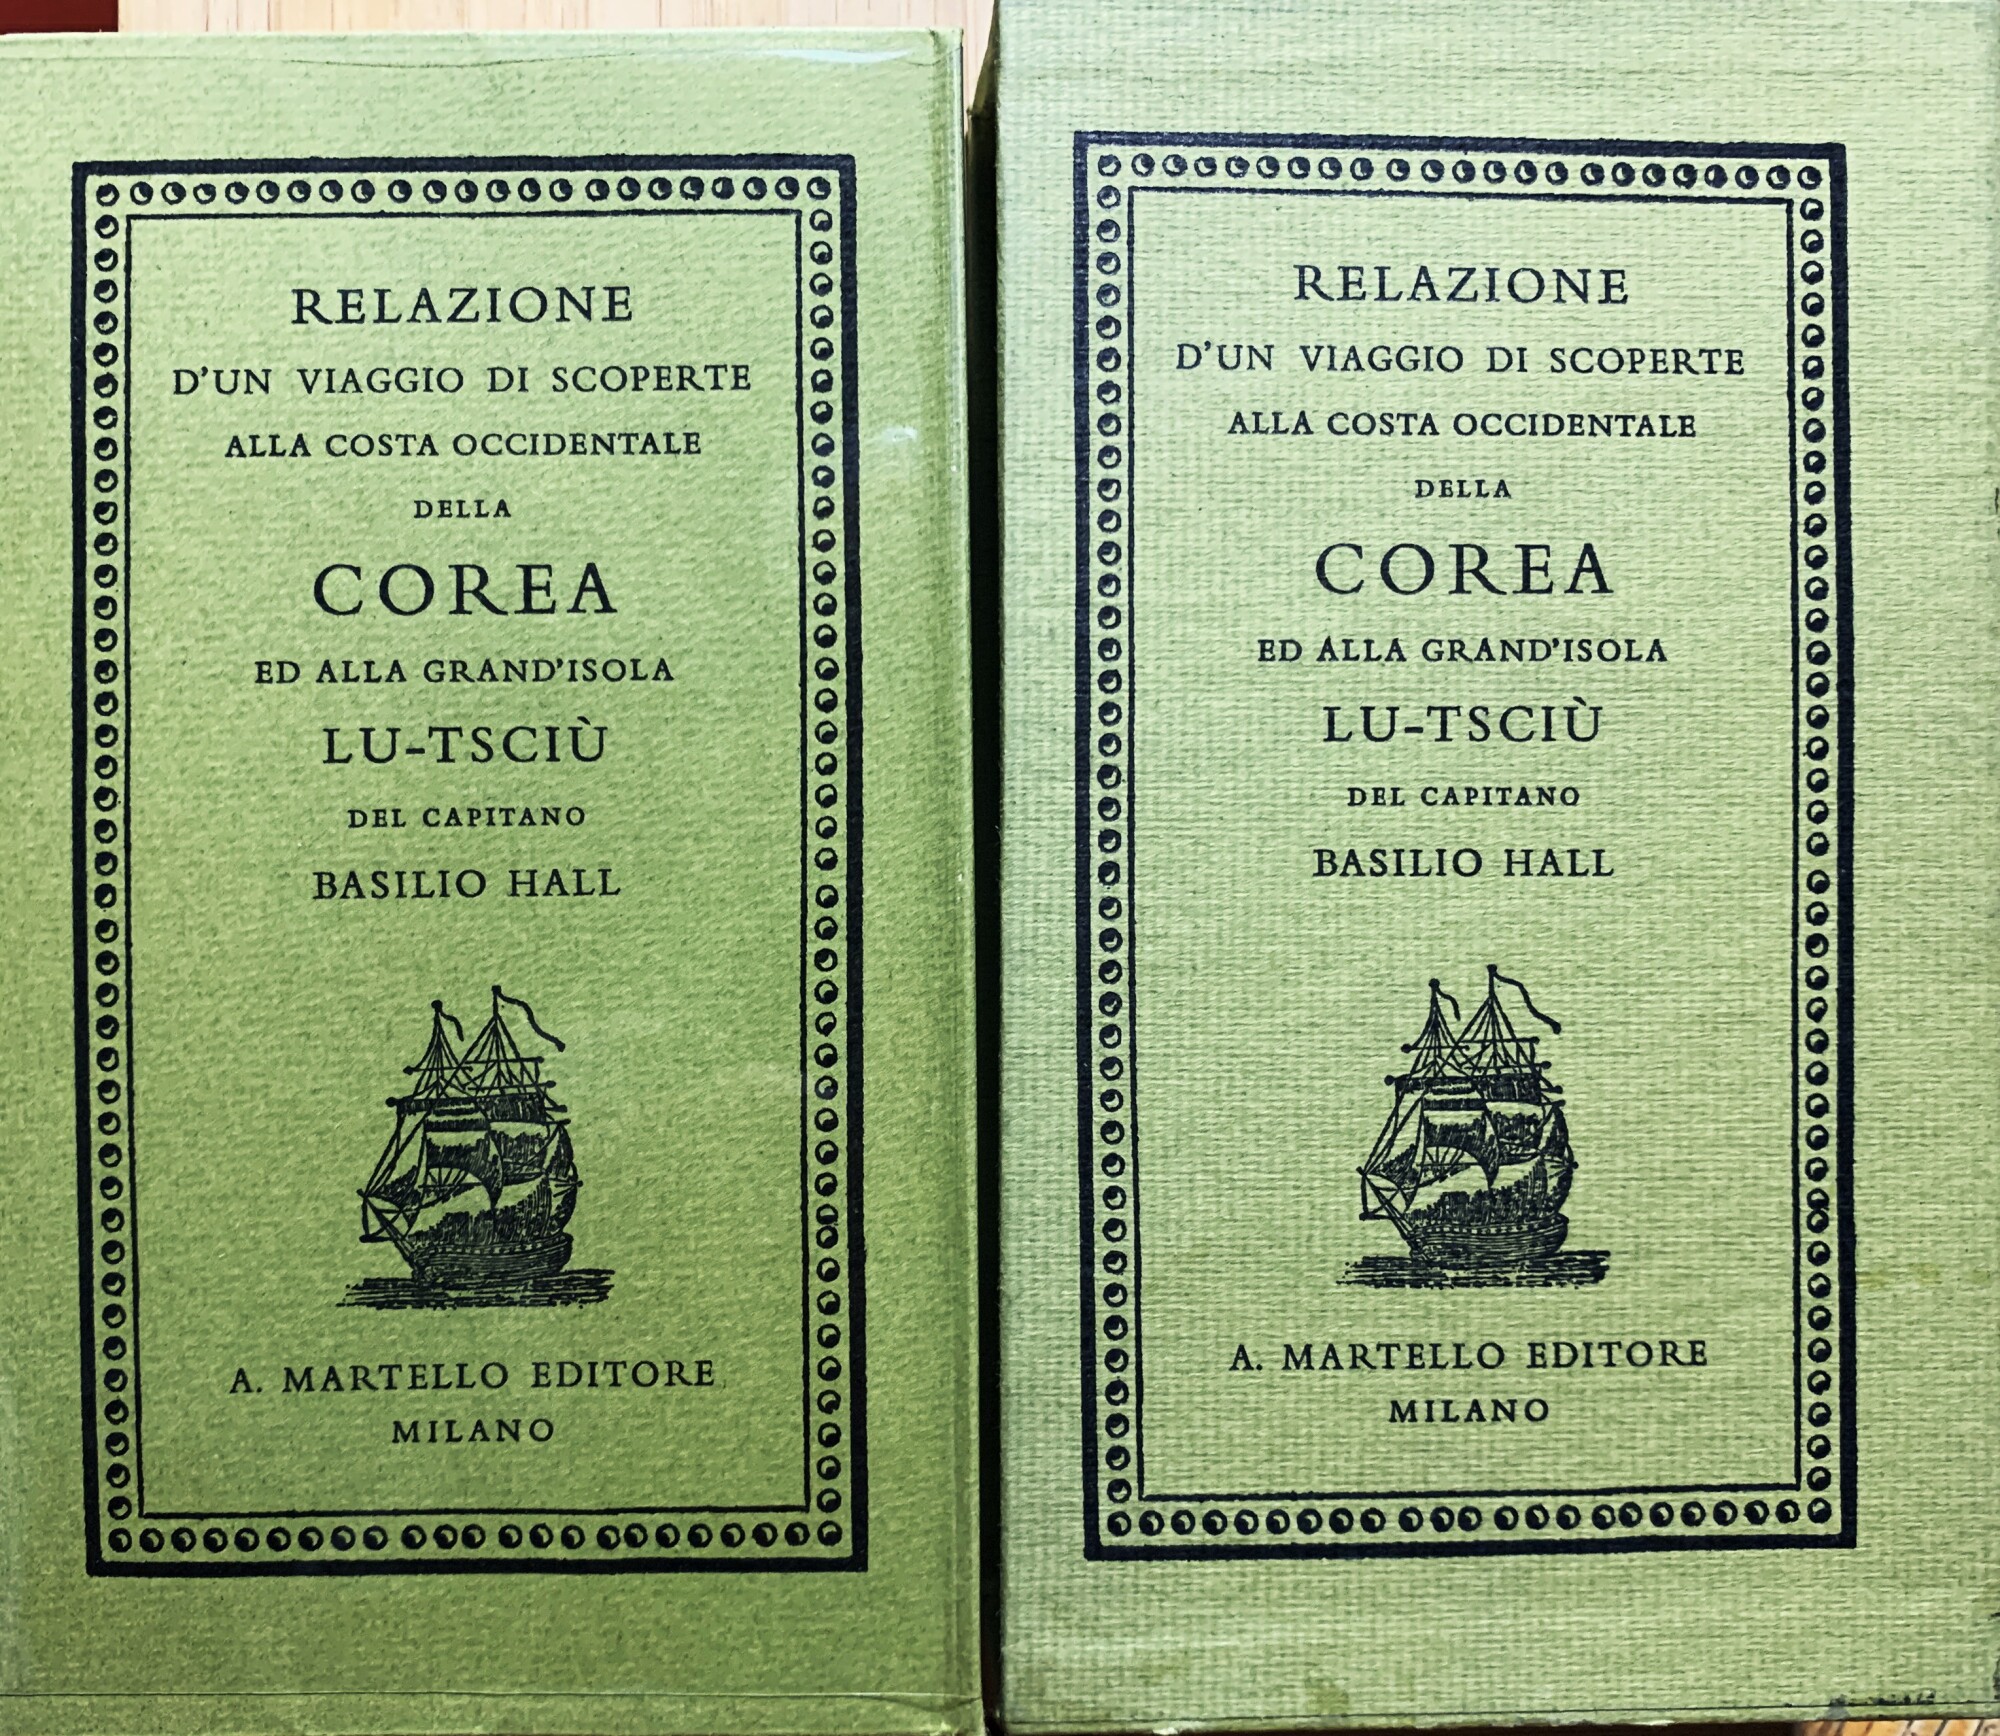 RELAZIONE
D'UN VIAGGIO DI SCOPERTE
ALLA COSTA OCCIDENTALE
DELLA
COREA
ED ALLA GRAND'ISOLA
LU-TSCIÙ
DEL CAPITANO
BASILIO HALL
A. MARTELLO EDITORE
MILANO
RELAZIONE
D'UN VIAGGIO DI SCOPERTE
ALLA COSTA OCCIDENTALE
DELLA
COREA
ED ALLA GRAND'ISOLA
LU-TSCIÙ
DEL CAPITANO
BASILIO HALL
A. MARTELLO EDITORE
MILANO